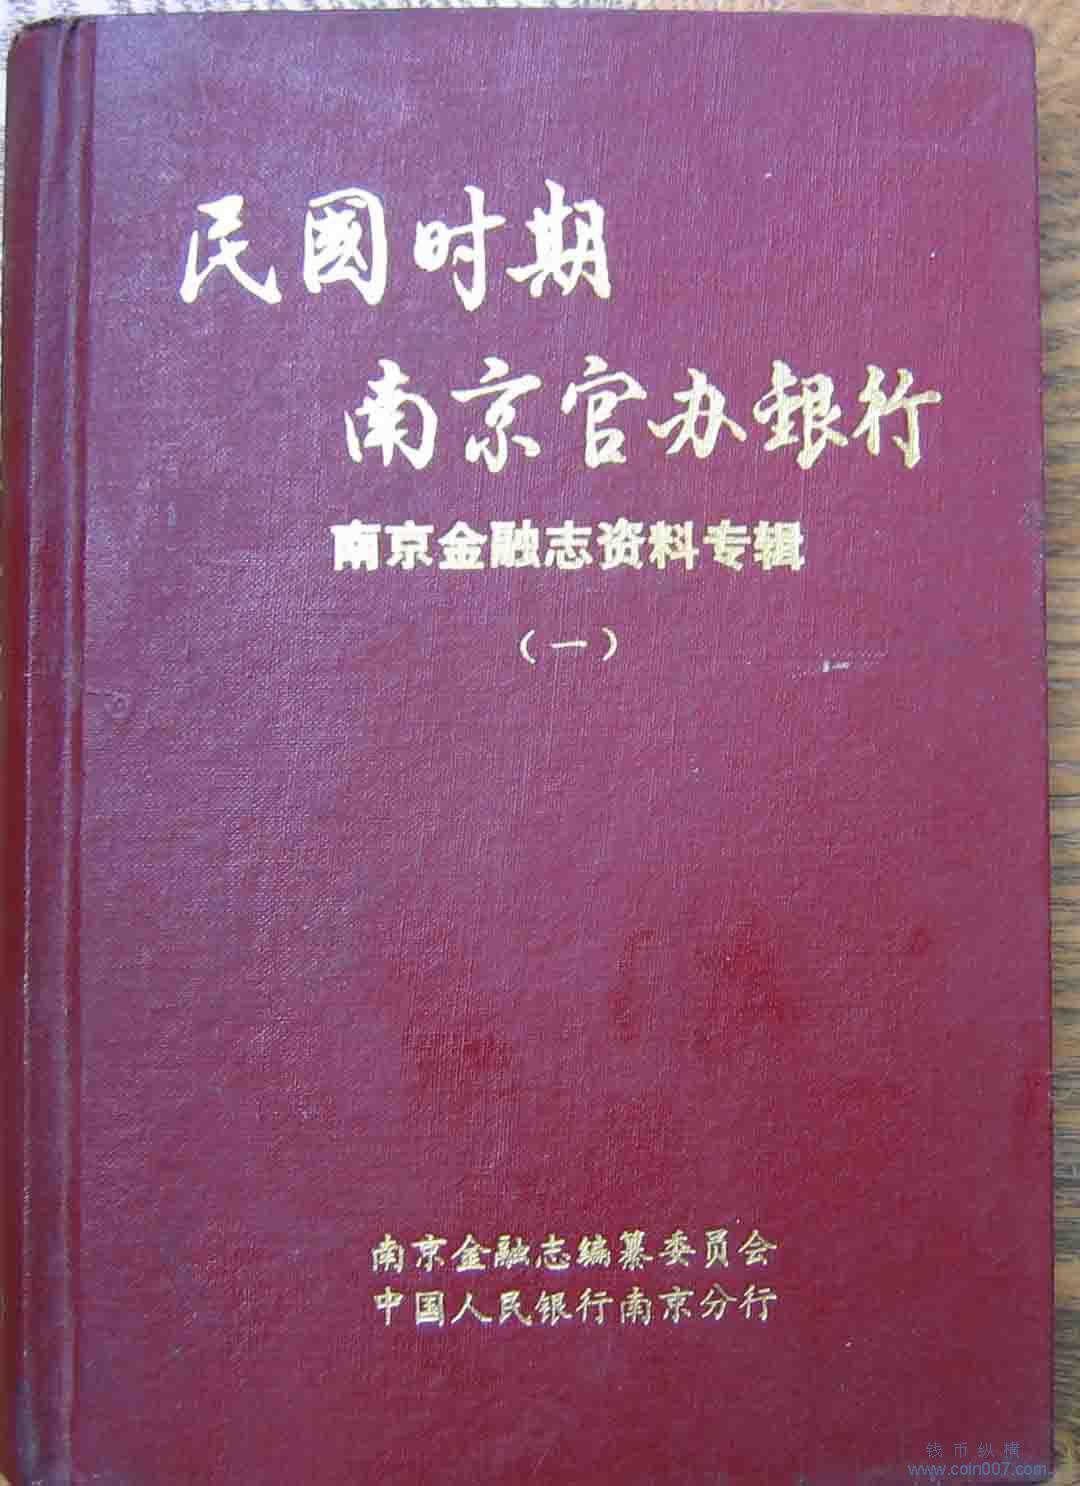 民國时期
南京官办銀行
南京金融志资料专辑
（一）
南京金融志编纂委员会
中国人民银行南京分行
钱币纵横
www.coin007.com